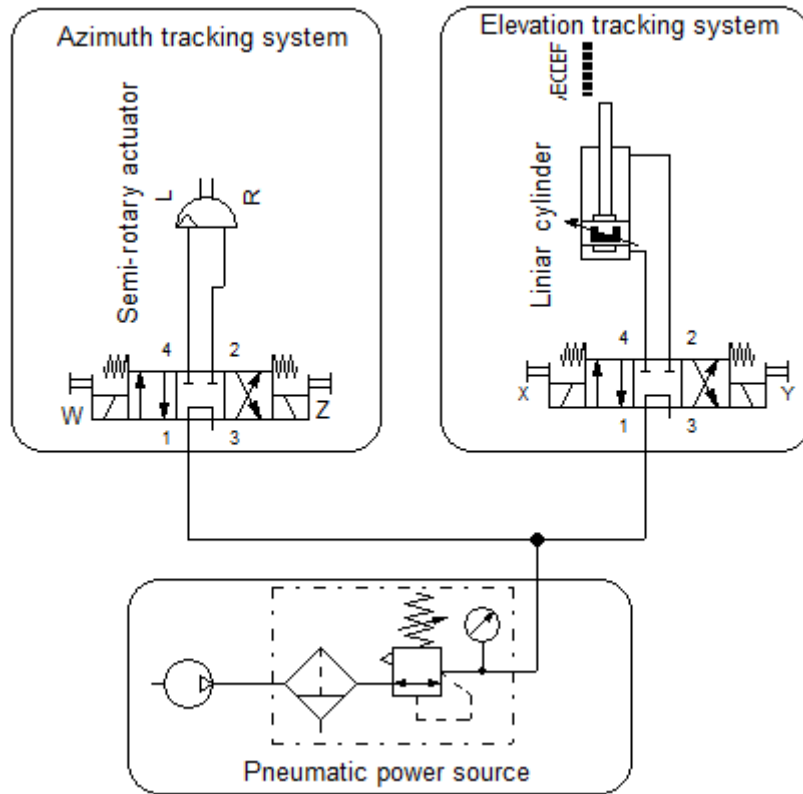 Azimuth tracking system
Semi-rotary actuator
L
R
4
2
W
Z
1
3
Elevation tracking system
Liniar cylinder
4
2
X
Y
1
3
Pneumatic power source